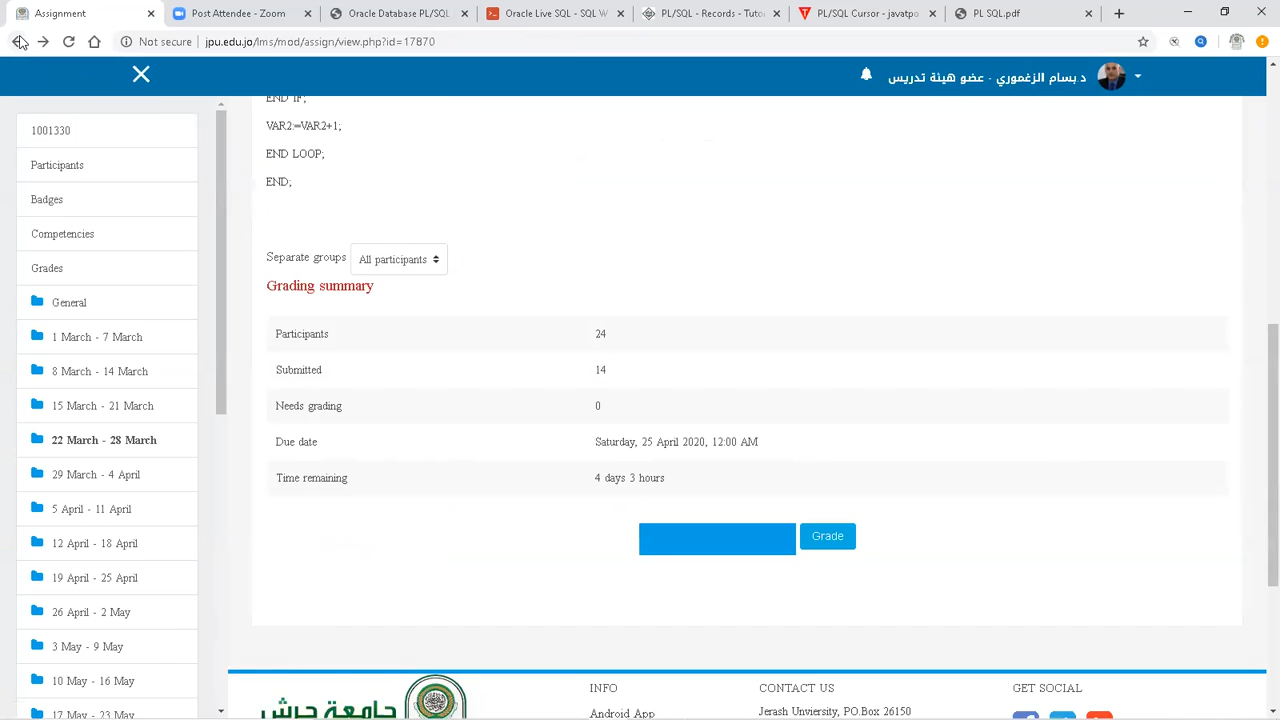 Assignment
Post Attendee - Zoom
Oracle Database PL/SQL
Oracle Live SQL - SQL W
PL/SQL - Records - Tutor
PL/SQL Cursor - javatpo
PL SQL.pdf
Not secure | jpu.edu.jo/lms/mod/assign/view.php?id=17870
د بسام الزغموري - عضو هيئة تدريس
1001330
Participants
Badges
Competencies
Grades
General
1 March - 7 March
8 March - 14 March
15 March - 21 March
22 March - 28 March
29 March - 4 April
5 April - 11 April
12 April - 18 April
19 April - 25 April
26 April - 2 May
3 May - 9 May
10 May - 16 May
17 May - 23 May
END IF;
VAR2:=VAR2+1;
END LOOP;
END;
Separate groups All participants
Grading summary
Participants 24
Submitted 14
Needs grading 0
Due date Saturday, 25 April 2020, 12:00 AM
Time remaining 4 days 3 hours
Grade
جامعة جرش
INFO
Android App
CONTACT US
Jerash Unviersity, P.O.Box 26150
GET SOCIAL